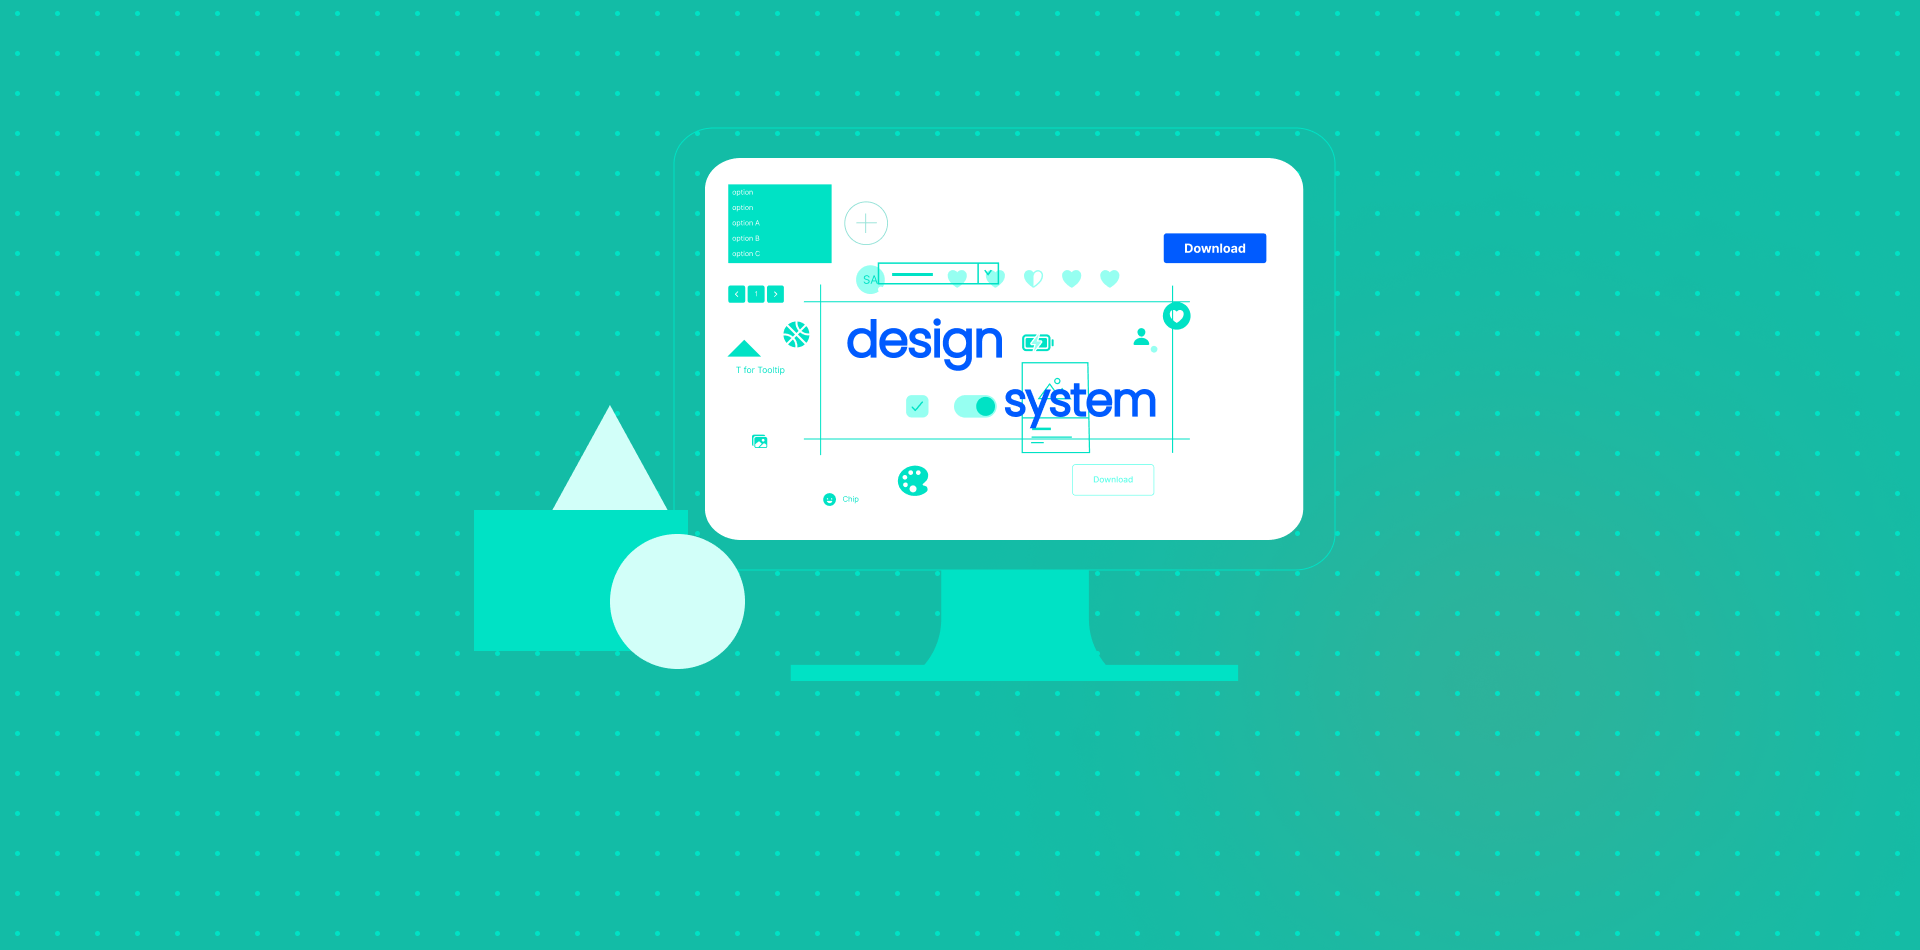 option
option
option A
option B
option C
Download
SA
1
design
T for Tooltip
system
Download
Chip